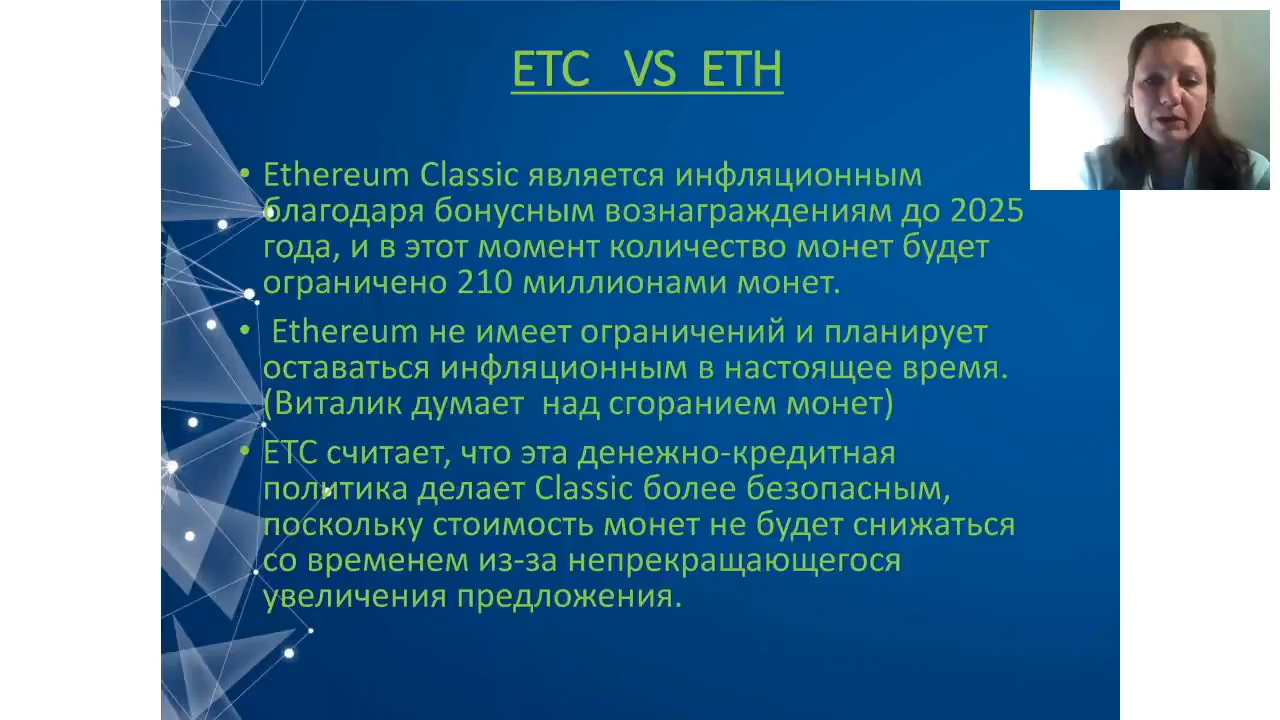 ETC VS ETH
• Ethereum Classic является инфляционным
благодаря бонусным вознаграждениям до 2025
года, и в этот момент количество монет будет
ограничено 210 миллионами монет.
• Ethereum не имеет ограничений и планирует
оставаться инфляционным в настоящее время.
(Виталик думает над сгоранием монет)
• ETC считает, что эта денежно-кредитная
политика делает Classic более безопасным,
поскольку стоимость монет не будет снижаться
со временем из-за непрекращающегося
увеличения предложения.